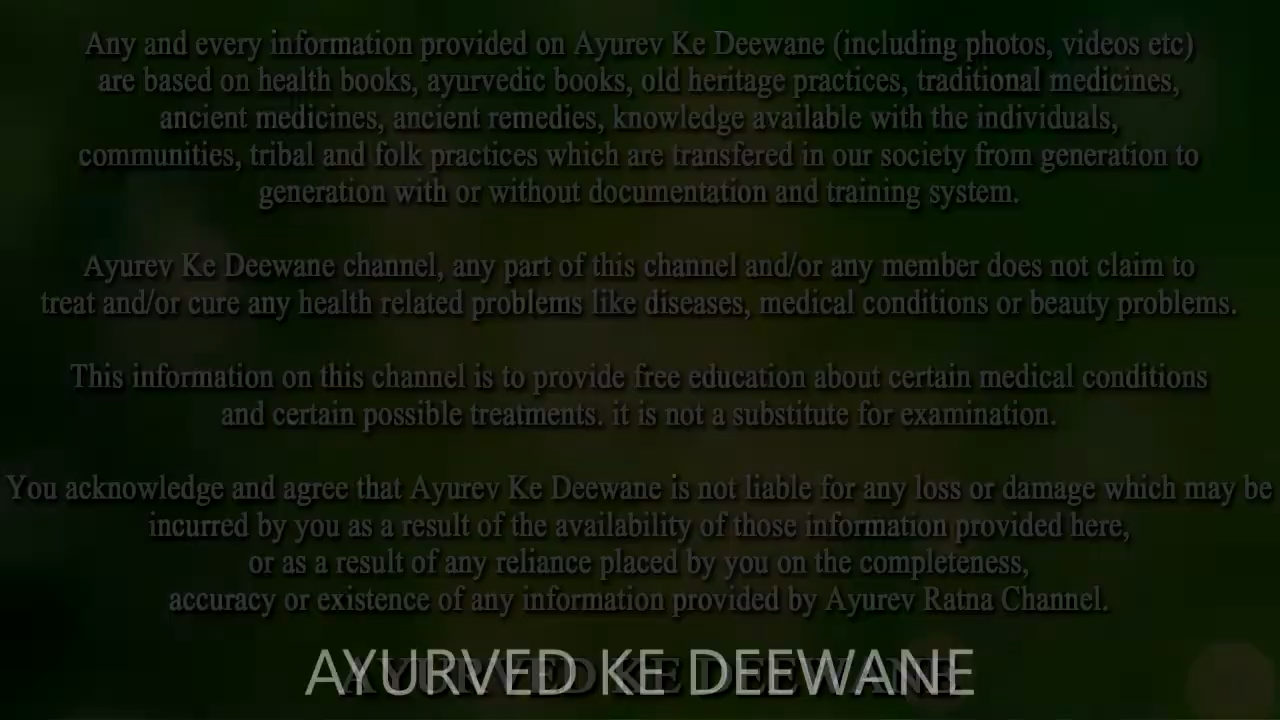 Any and every information provided on Ayurev Ke Deewane (including photos, videos etc)
are based on health books, ayurvedic books, old heritage practices, traditional medicines,
ancient medicines, ancient remedies, knowledge available with the individuals,
communities, tribal and folk practices which are transfered in our society from generation to
generation with or without documentation and training system.
Ayurev Ke Deewane channel, any part of this channel and/or any member does not claim to
treat and/or cure any health related problems like diseases, medical conditions or beauty problems.
This information on this channel is to provide free education about certain medical conditions
and certain possible treatments. it is not a substitute for examination.
You acknowledge and agree that Ayurev Ke Deewane is not liable for any loss or damage which may be
incurred by you as a result of the availability of those information provided here,
or as a result of any reliance placed by you on the completeness,
accuracy or existence of any information provided by Ayurev Ratna Channel.
AYURVED KE DEEWANE
AYURVED KE DEEWANE